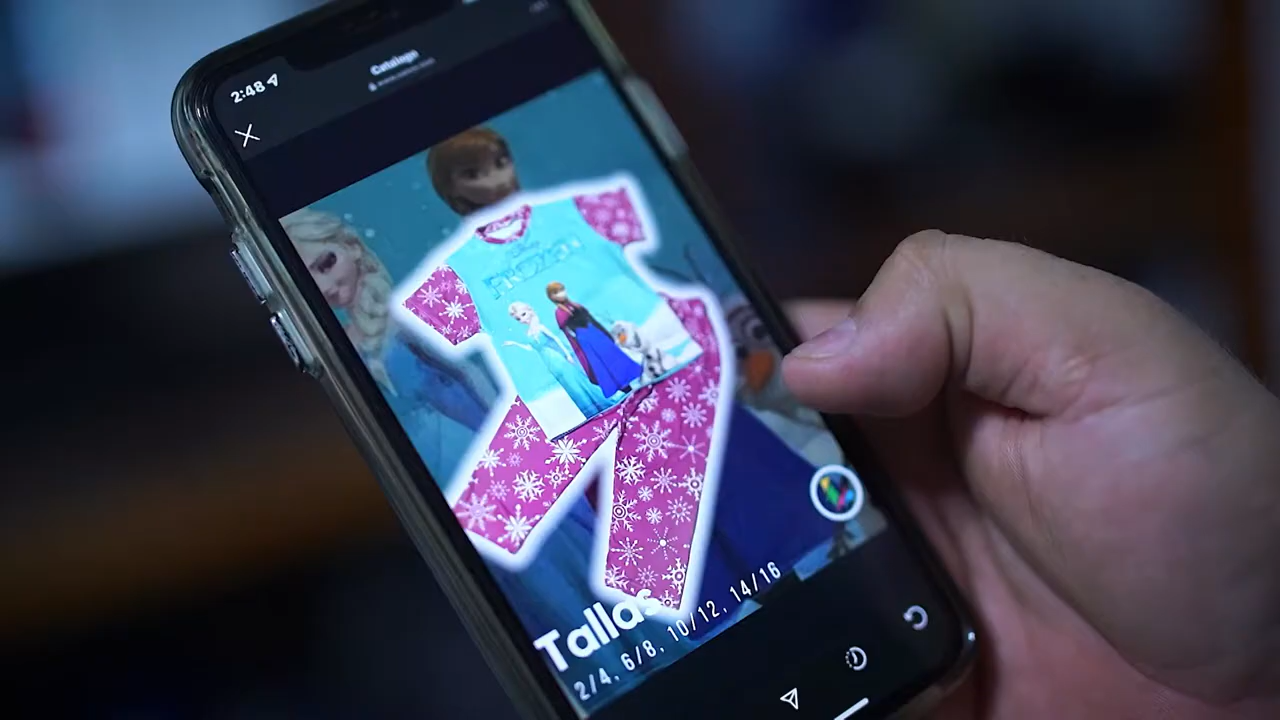 2:48
Catalogo
FROZEN
Tallas
2/4, 6/8, 10/12, 14/16